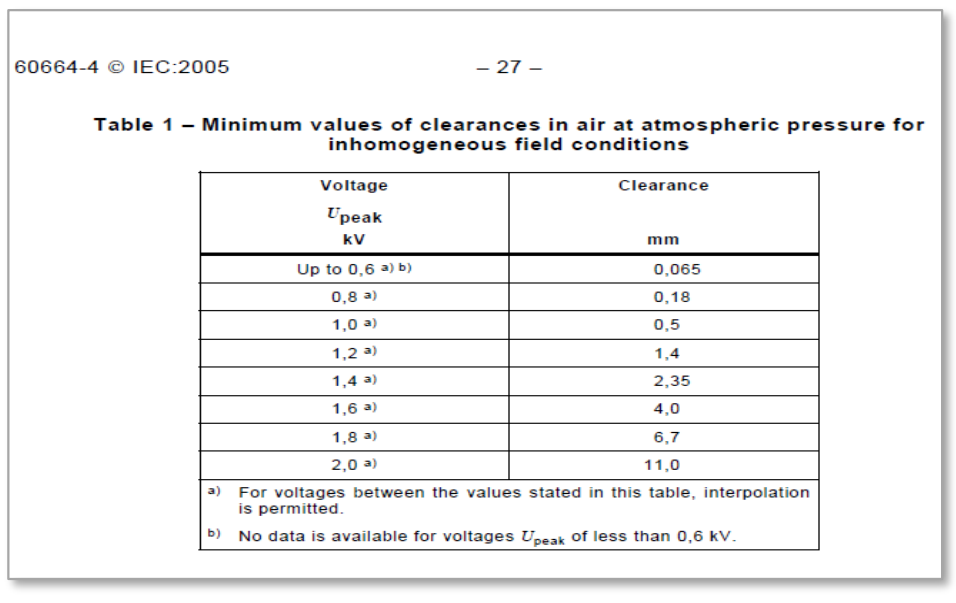 60664-4 © IEC:2005
– 27 –
Table 1 – Minimum values of clearances in air at atmospheric pressure for
inhomogeneous field conditions
Voltage Clearance
Upeak
kV mm
Up to 0,6 a) b) 0,065
0,8 a) 0,18
1,0 a) 0,5
1,2 a) 1,4
1,4 a) 2,35
1,6 a) 4,0
1,8 a) 6,7
2,0 a) 11,0
a) For voltages between the values stated in this table, interpolation
is permitted.
b) No data is available for voltages Upeak of less than 0,6 kV.